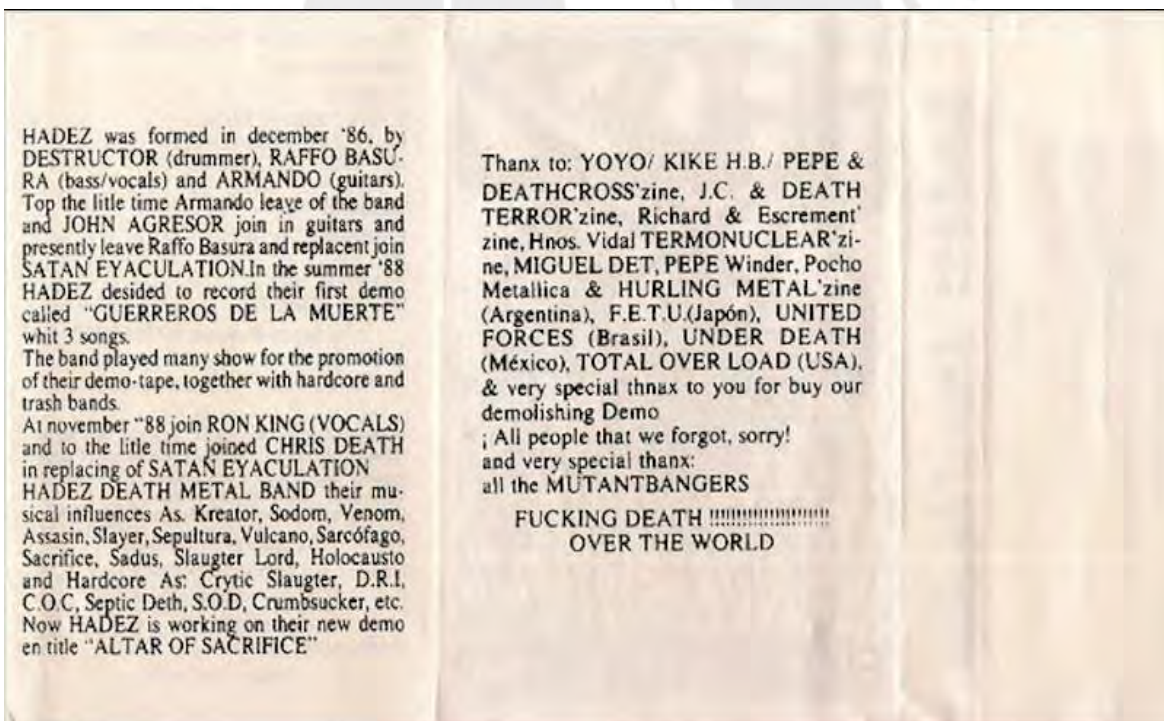 HADEZ was formed in december '86, by
DESTRUCTOR (drummer), RAFFO BASU-
RA (bass/vocals) and ARMANDO (guitars).
Top the litle time Armando leave of the band
and JOHN AGRESOR join in guitars and
presently leave Raffo Basura and replacent join
SATAN EYACULATION.In the summer '88
HADEZ desided to record their first demo
called "GUERREROS DE LA MUERTE"
whit 3 songs.
The band played many show for the promotion
of their demo-tape, together with hardcore and
trash bands.
At november "88 join RON KING (VOCALS)
and to the litle time joined CHRIS DEATH
in replacing of SATAN EYACULATION
HADEZ DEATH METAL BAND their mu-
sical influences As. Kreator, Sodom, Venom,
Assasin, Slayer, Sepultura, Vulcano, Sarcófago,
Sacrifice, Sadus, Slaugter Lord, Holocausto
and Hardcore As: Crytic Slaugter, D.R.I,
C.O.C, Septic Deth, S.O.D, Crumbsucker, etc.
Now HADEZ is working on their new demo
en title "ALTAR OF SACRIFICE"
Thanx to: YOYO/ KIKE H.B./ PEPE &
DEATHCROSS'zine, J.C. & DEATH
TERROR'zine, Richard & Escrement'
zine, Hnos. Vidal TERMONUCLEAR'zi-
ne, MIGUEL DET, PEPE Winder, Pocho
Metallica & HURLING METAL'zine
(Argentina), F.E.T.U.(Japón), UNITED
FORCES (Brasil), UNDER DEATH
(México), TOTAL OVER LOAD (USA),
& very special thnax to you for buy our
demolishing Demo
¡ All people that we forgot, sorry!
and very special thanx:
all the MUTANTBANGERS
FUCKING DEATH !!!!!!!!!!!!!!!!!!!!!
OVER THE WORLD